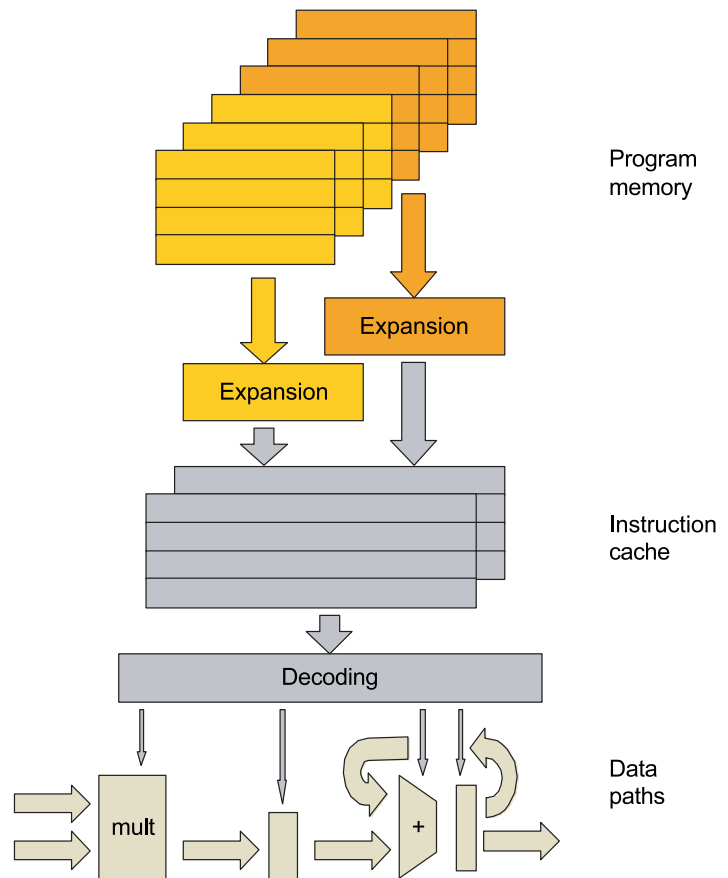 Program
memory
Expansion
Expansion
Instruction
cache
Decoding
Data
paths
mult
+